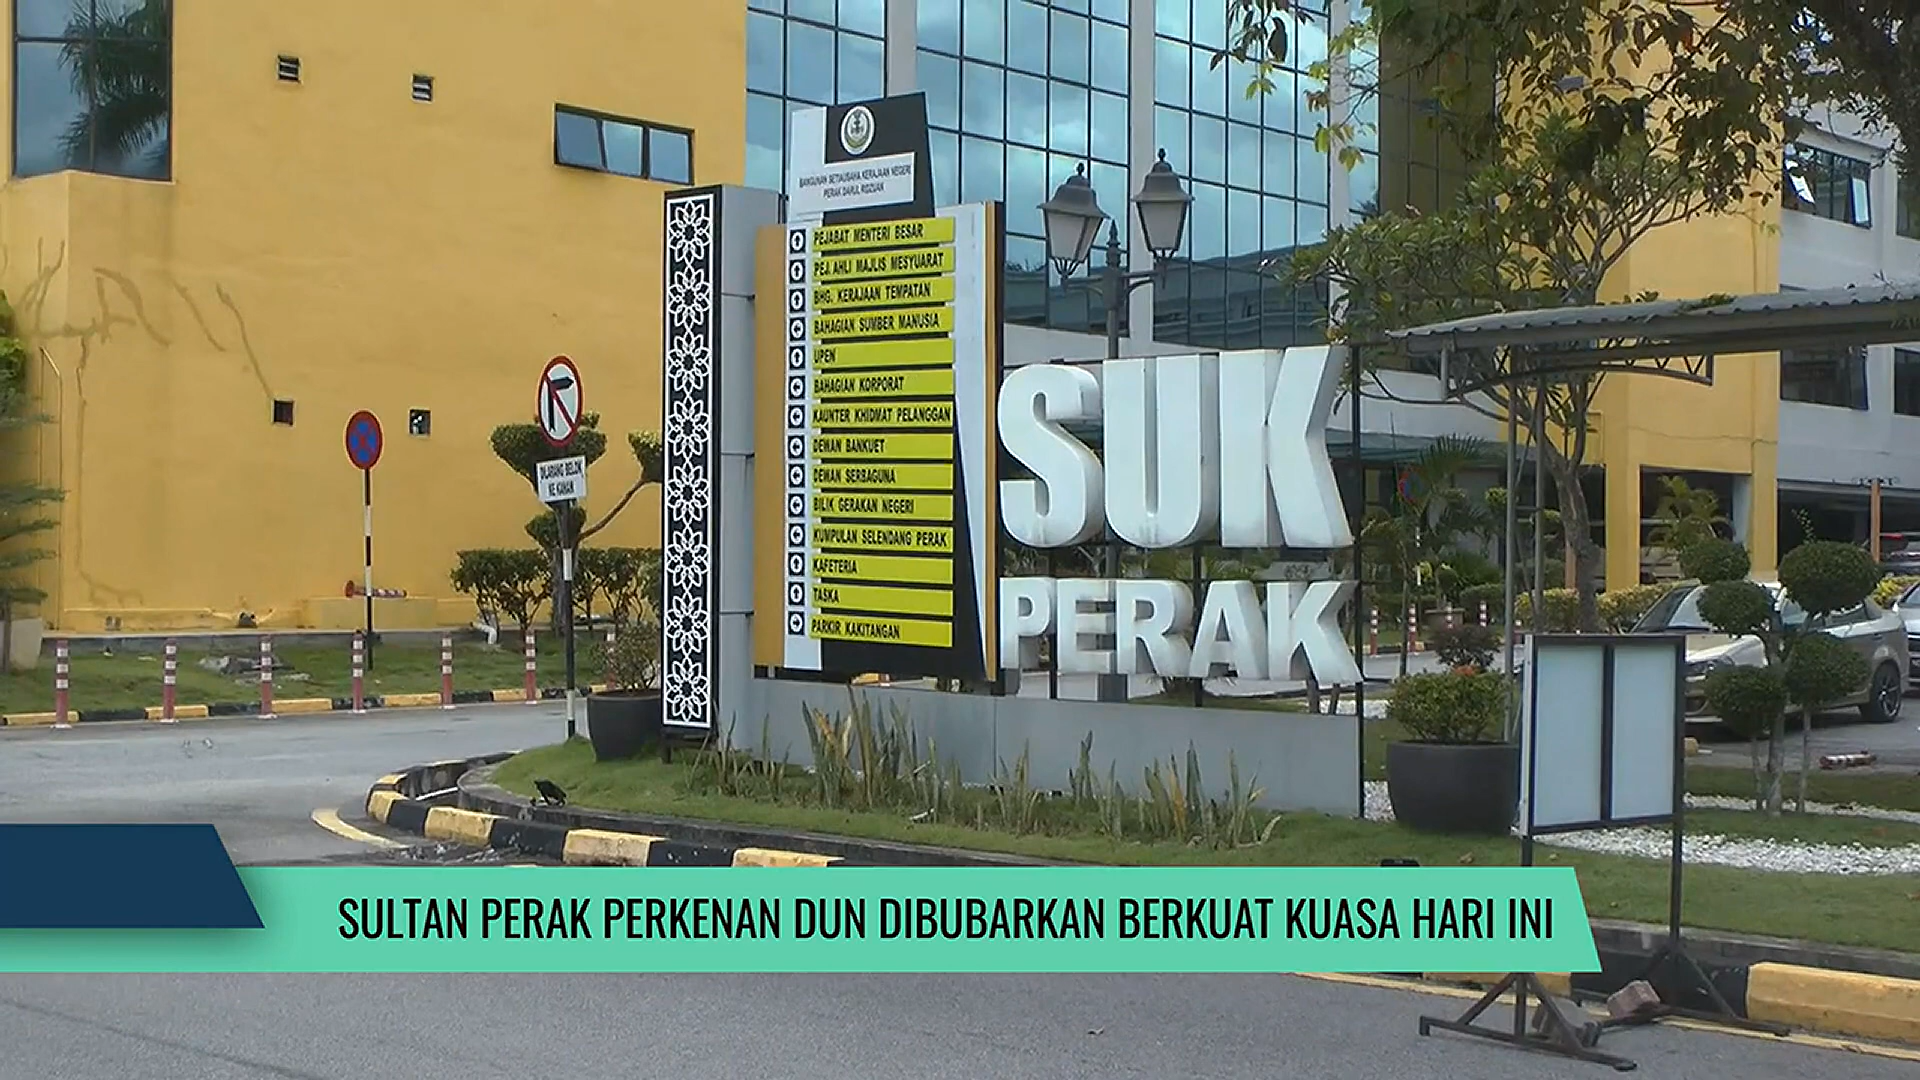 BANGUNAN SETIAUSAHA KERAJAAN NEGERI
PERAK DARUL RIDZUAN
PEJABAT MENTERI BESAR
PEJ. AHLI MAJLIS MESYUARAT
BHG. KERAJAAN TEMPATAN
BAHAGIAN SUMBER MANUSIA
UPEN
BAHAGIAN KORPORAT
KAUNTER KHIDMAT PELANGGAN
DEWAN BANKUET
DEWAN SERBAGUNA
BILIK GERAKAN NEGERI
KUMPULAN SELENDANG PERAK
KAFETERIA
TASKA
PARKIR KAKITANGAN
SUK
PERAK
DILARANG BELOK
KE KANAN
SULTAN PERAK PERKENAN DUN DIBUBARKAN BERKUAT KUASA HARI INI